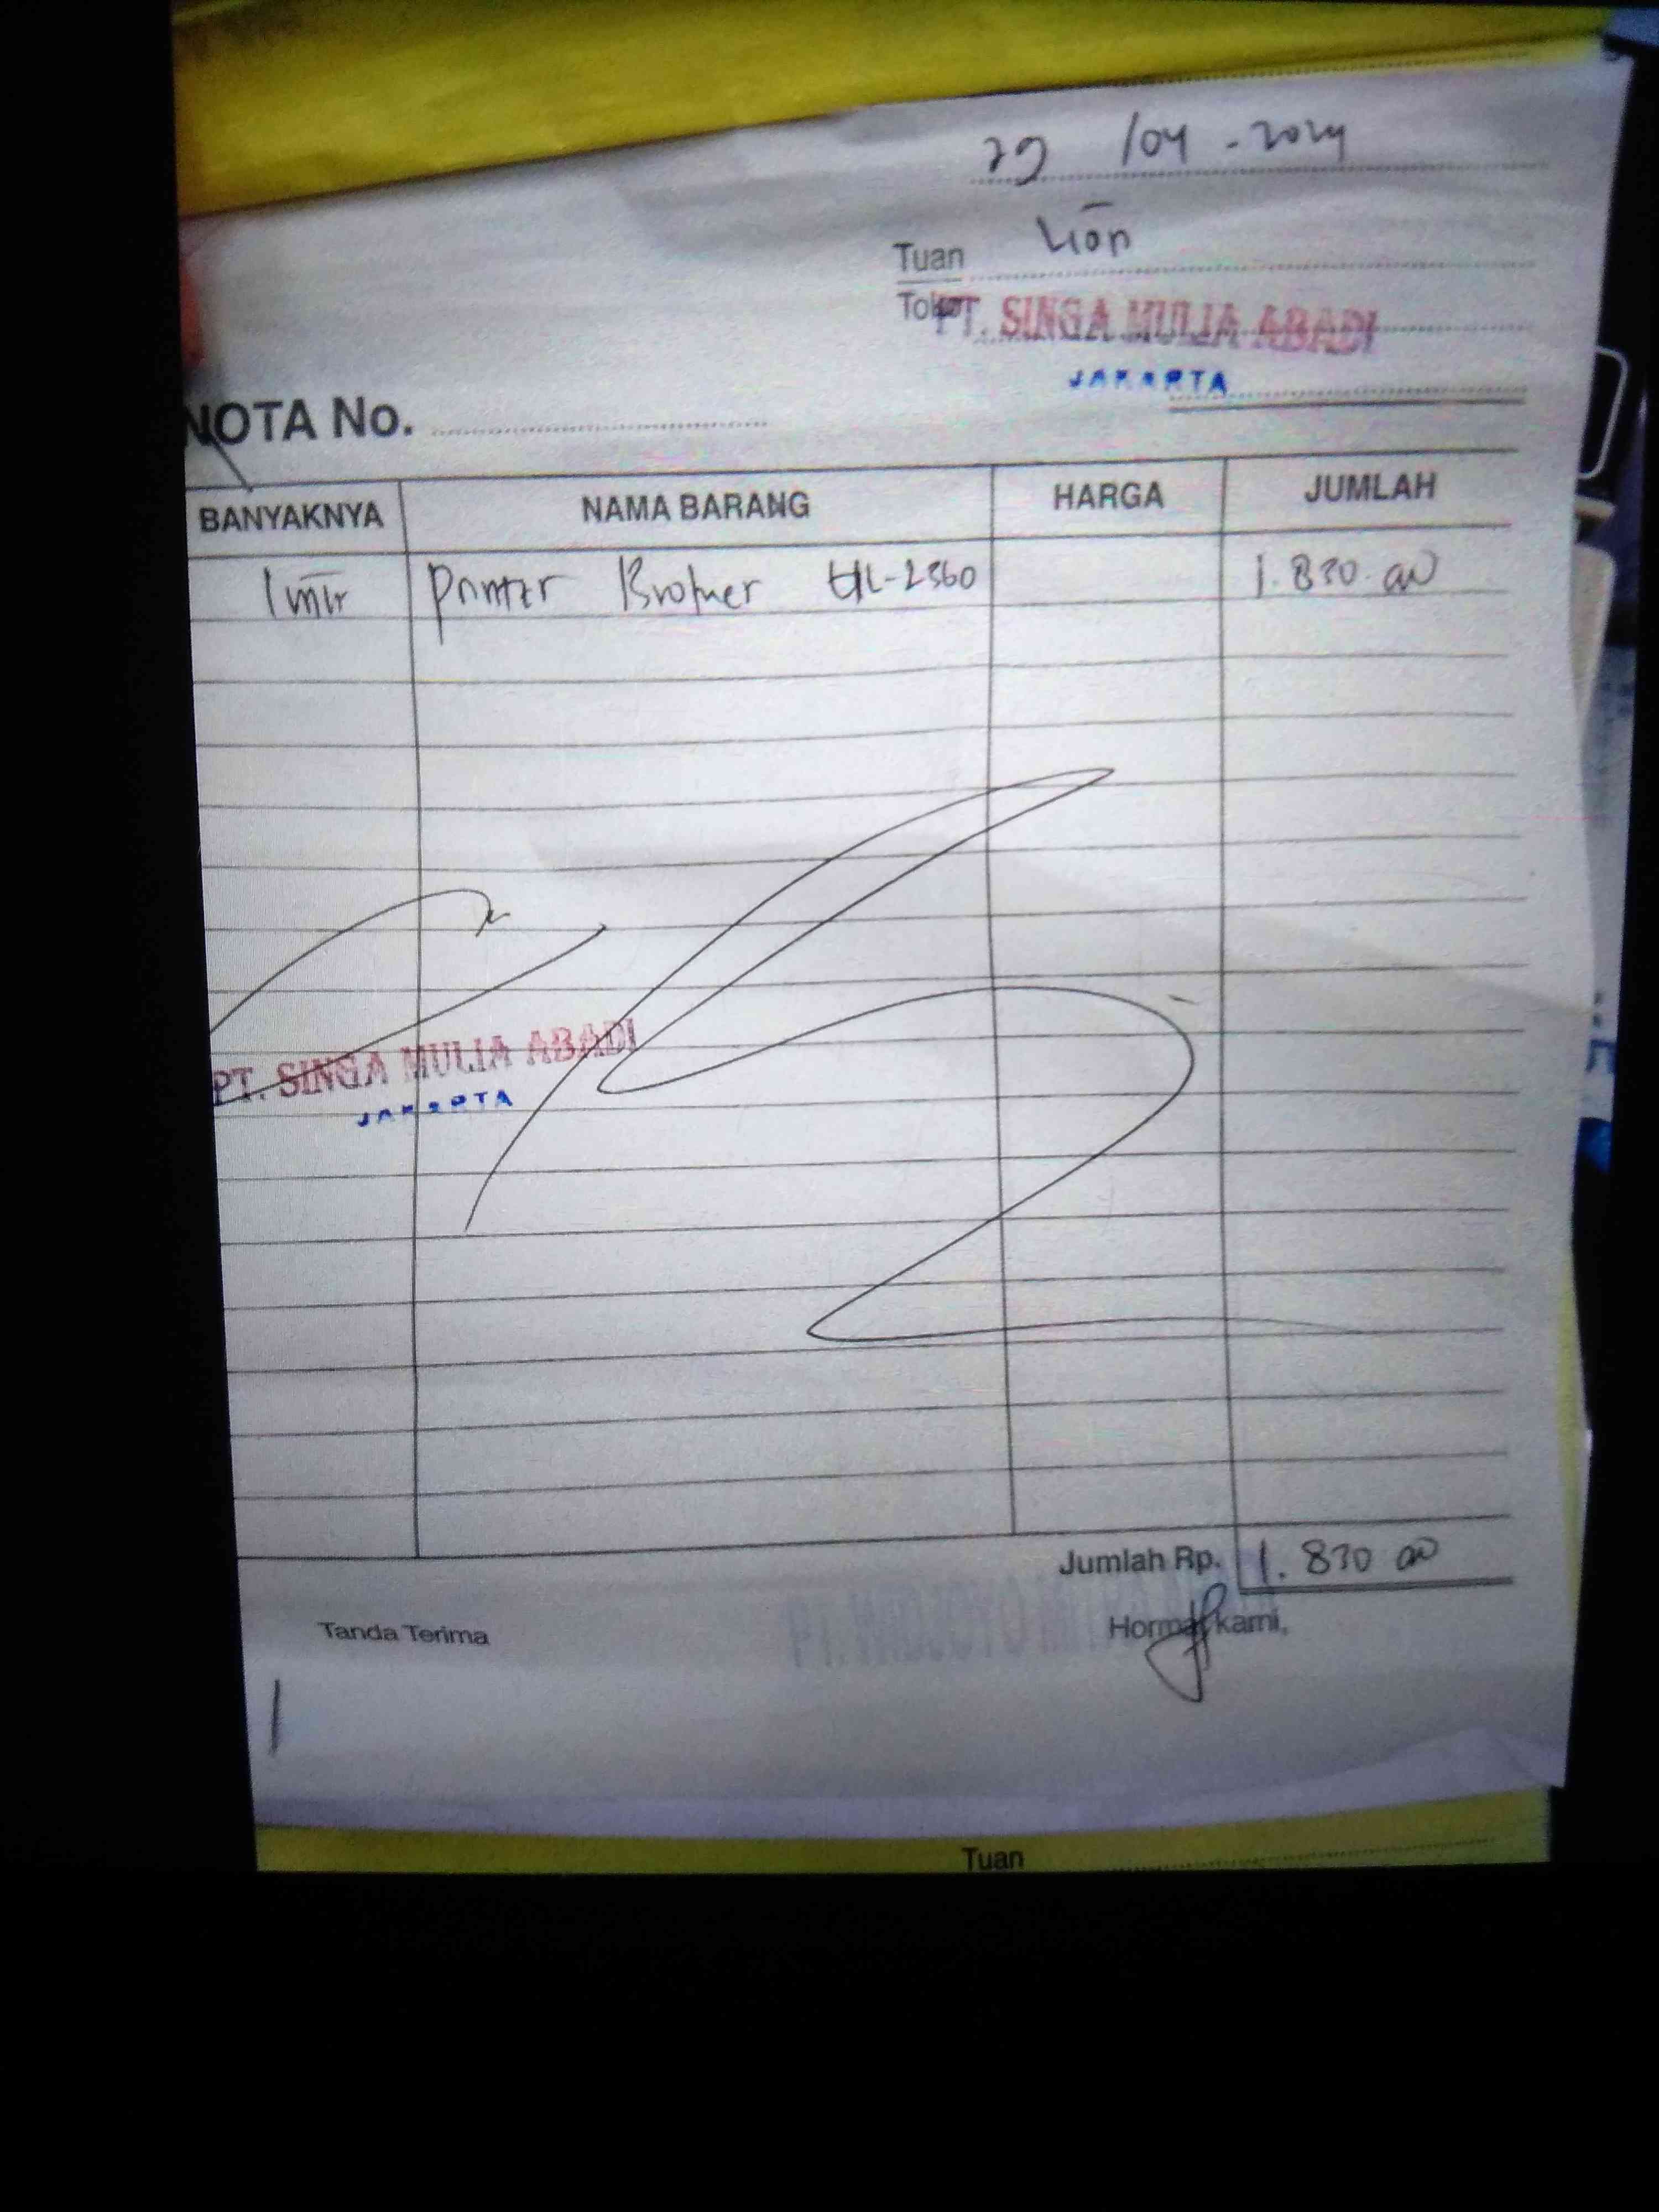 29 /04 - 2024
Tuan Lion
Toko
PT. SINGA MULIA ABADI
JAKARTA
NOTA No.
BANYAKNYA NAMA BARANG HARGA JUMLAH
1 unit Printer Brother HL-2360 1.830.000
PT. SINGA MULIA ABADI
JAKARTA
Jumlah Rp. 1.830 000
Tanda Terima Hormat kami,
Tuan